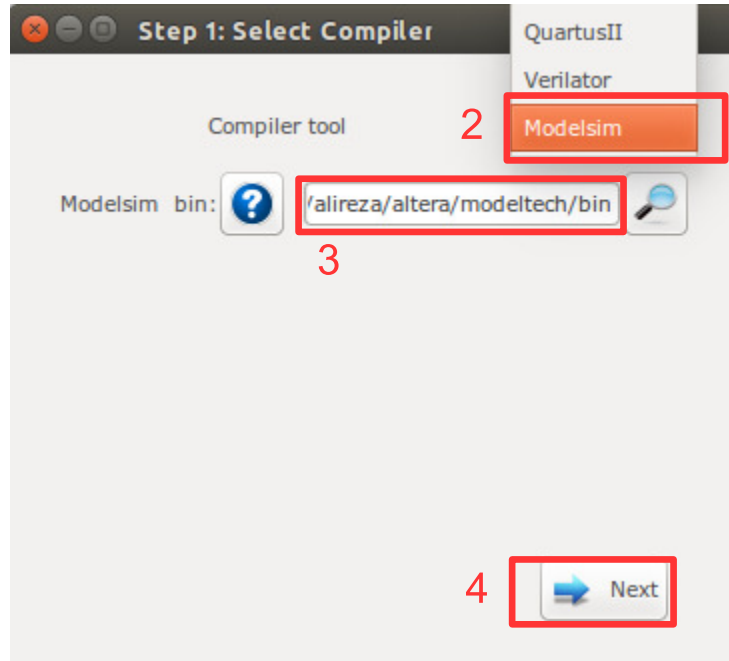 Step 1: Select Compiler
QuartusII
Verilator
Compiler tool
2
Modelsim
Modelsim bin:
?
/alireza/altera/modeltech/bin
3
4
Next